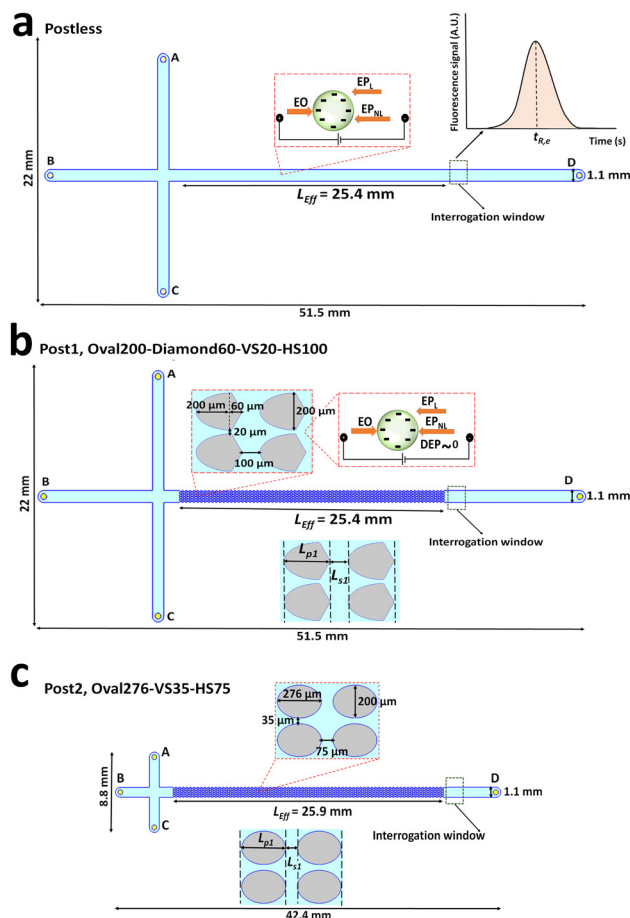 a
Postless
A
B
C
D
22 mm
51.5 mm
1.1 mm
EO
EP_L
EP_NL
L_Eff = 25.4 mm
Interrogation window
Fluorescence signal (A.U.)
t_R,e
Time (s)
b
Post1, Oval200-Diamond60-VS20-HS100
A
B
C
D
22 mm
51.5 mm
1.1 mm
200 µm
60 µm
200 µm
20 µm
100 µm
EO
EP_L
EP_NL
DEP~0
L_Eff = 25.4 mm
Interrogation window
L_p1
L_s1
c
Post2, Oval276-VS35-HS75
A
B
C
D
8.8 mm
42.4 mm
1.1 mm
276 µm
200 µm
35 µm
75 µm
L_Eff = 25.9 mm
Interrogation window
L_p1
L_s1